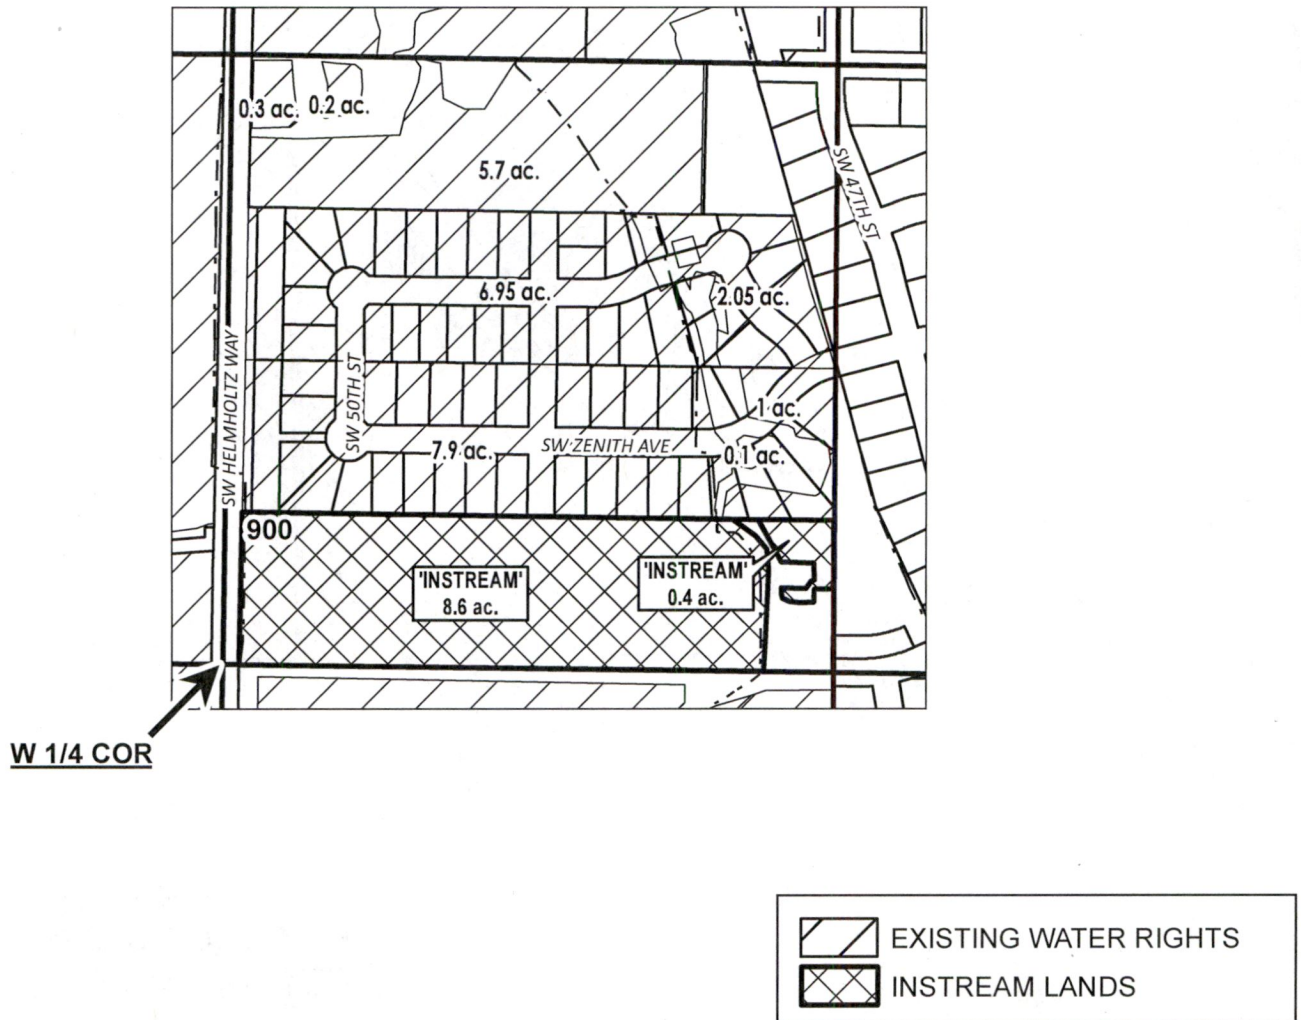 0.3 ac.
0.2 ac.
5.7 ac.
SW 47TH ST
6.95 ac.
2.05 ac.
SW HELMHOLTZ WAY
SW 50TH ST
1 ac.
7.9 ac.
SW ZENITH AVE
0.1 ac.
900
'INSTREAM'
8.6 ac.
'INSTREAM'
0.4 ac.
W 1/4 COR
EXISTING WATER RIGHTS
INSTREAM LANDS